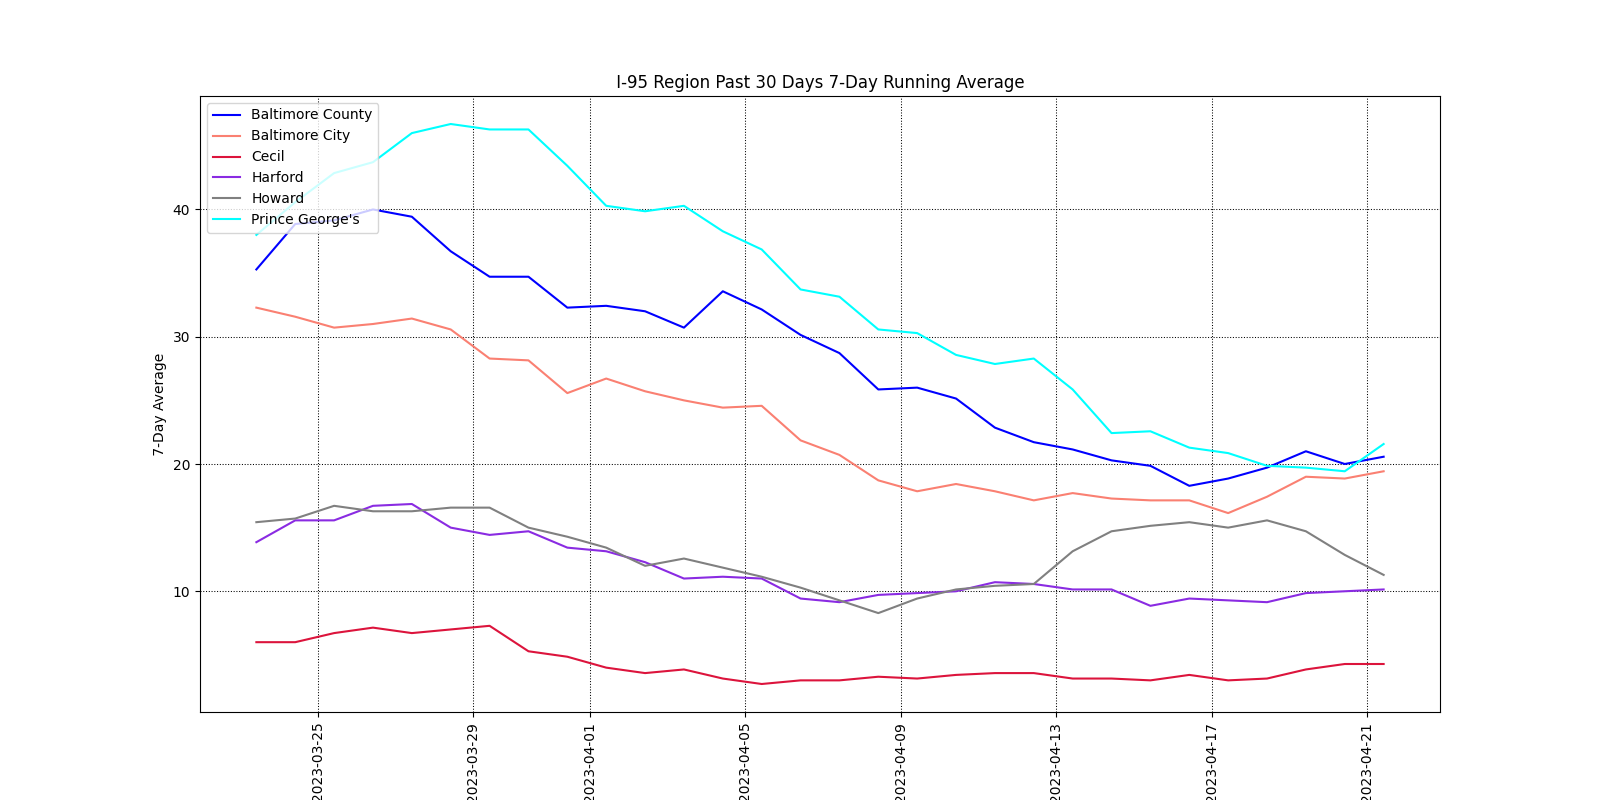 I-95 Region Past 30 Days 7-Day Running Average
Baltimore County
Baltimore City
Cecil
Harford
Howard
Prince George's
7-Day Average
40
30
20
10
2023-03-25
2023-03-29
2023-04-01
2023-04-05
2023-04-09
2023-04-13
2023-04-17
2023-04-21